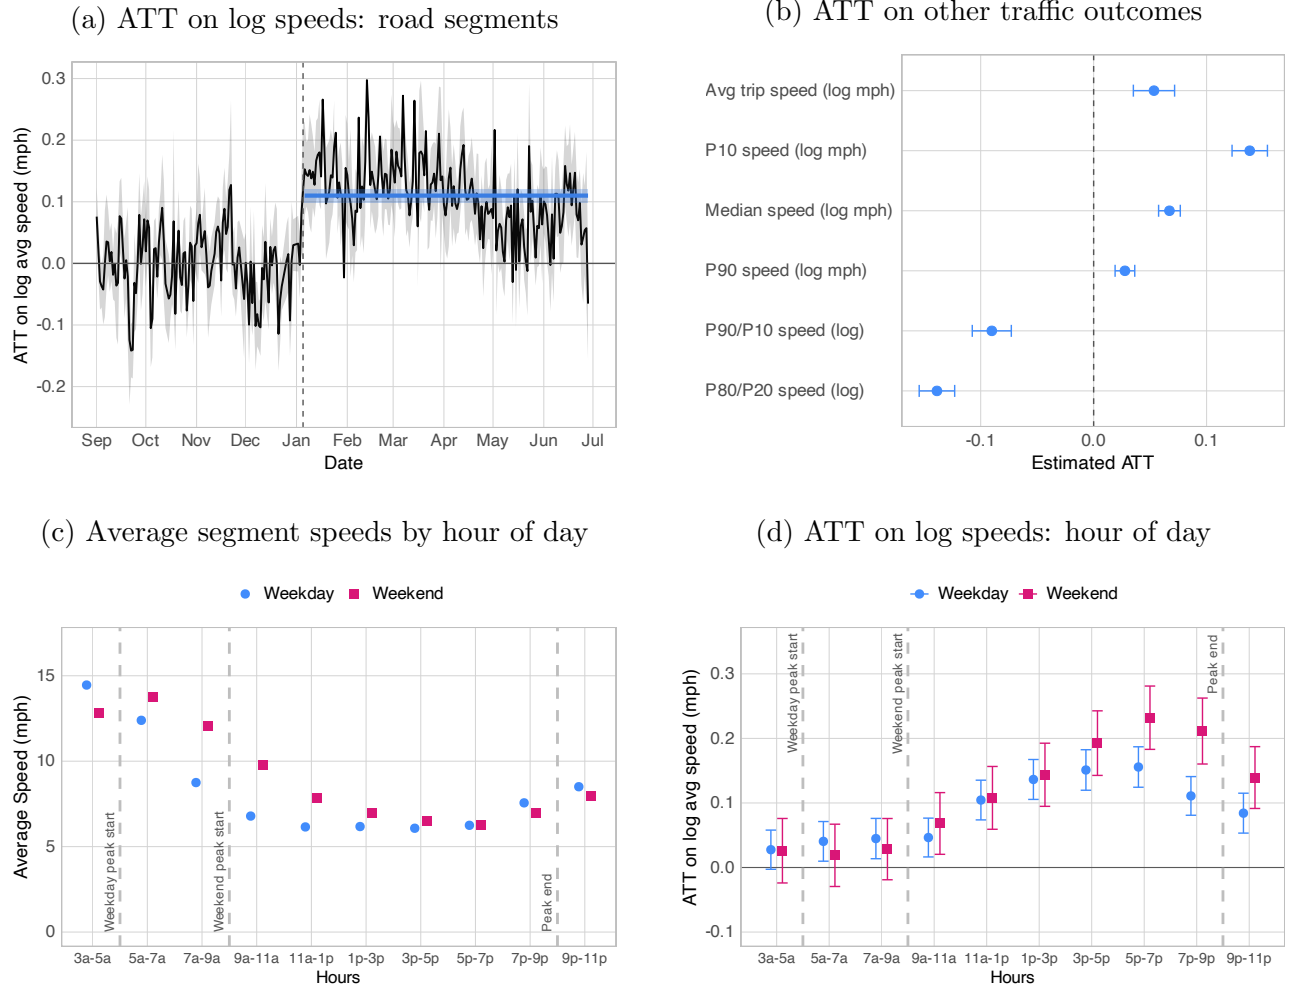 (a) ATT on log speeds: road segments
ATT on log avg speed (mph)
0.3
0.2
0.1
0.0
-0.1
-0.2
Sep Oct Nov Dec Jan Feb Mar Apr May Jun Jul
Date
(b) ATT on other traffic outcomes
Avg trip speed (log mph)
P10 speed (log mph)
Median speed (log mph)
P90 speed (log mph)
P90/P10 speed (log)
P80/P20 speed (log)
-0.1 0.0 0.1
Estimated ATT
(c) Average segment speeds by hour of day
Weekday Weekend
Average Speed (mph)
15
10
5
0
Weekday peak start
Weekend peak start
Peak end
3a-5a 5a-7a 7a-9a 9a-11a 11a-1p 1p-3p 3p-5p 5p-7p 7p-9p 9p-11p
Hours
(d) ATT on log speeds: hour of day
Weekday Weekend
ATT on log avg speed (mph)
0.3
0.2
0.1
0.0
-0.1
Weekday peak start
Weekend peak start
Peak end
3a-5a 5a-7a 7a-9a 9a-11a 11a-1p 1p-3p 3p-5p 5p-7p 7p-9p 9p-11p
Hours